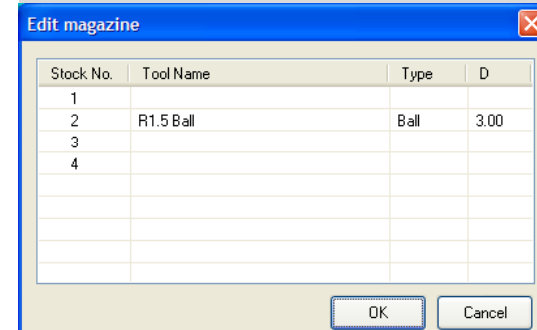 Edit magazine
Stock No. Tool Name Type D
1
2 R1.5 Ball Ball 3.00
3
4
OK Cancel